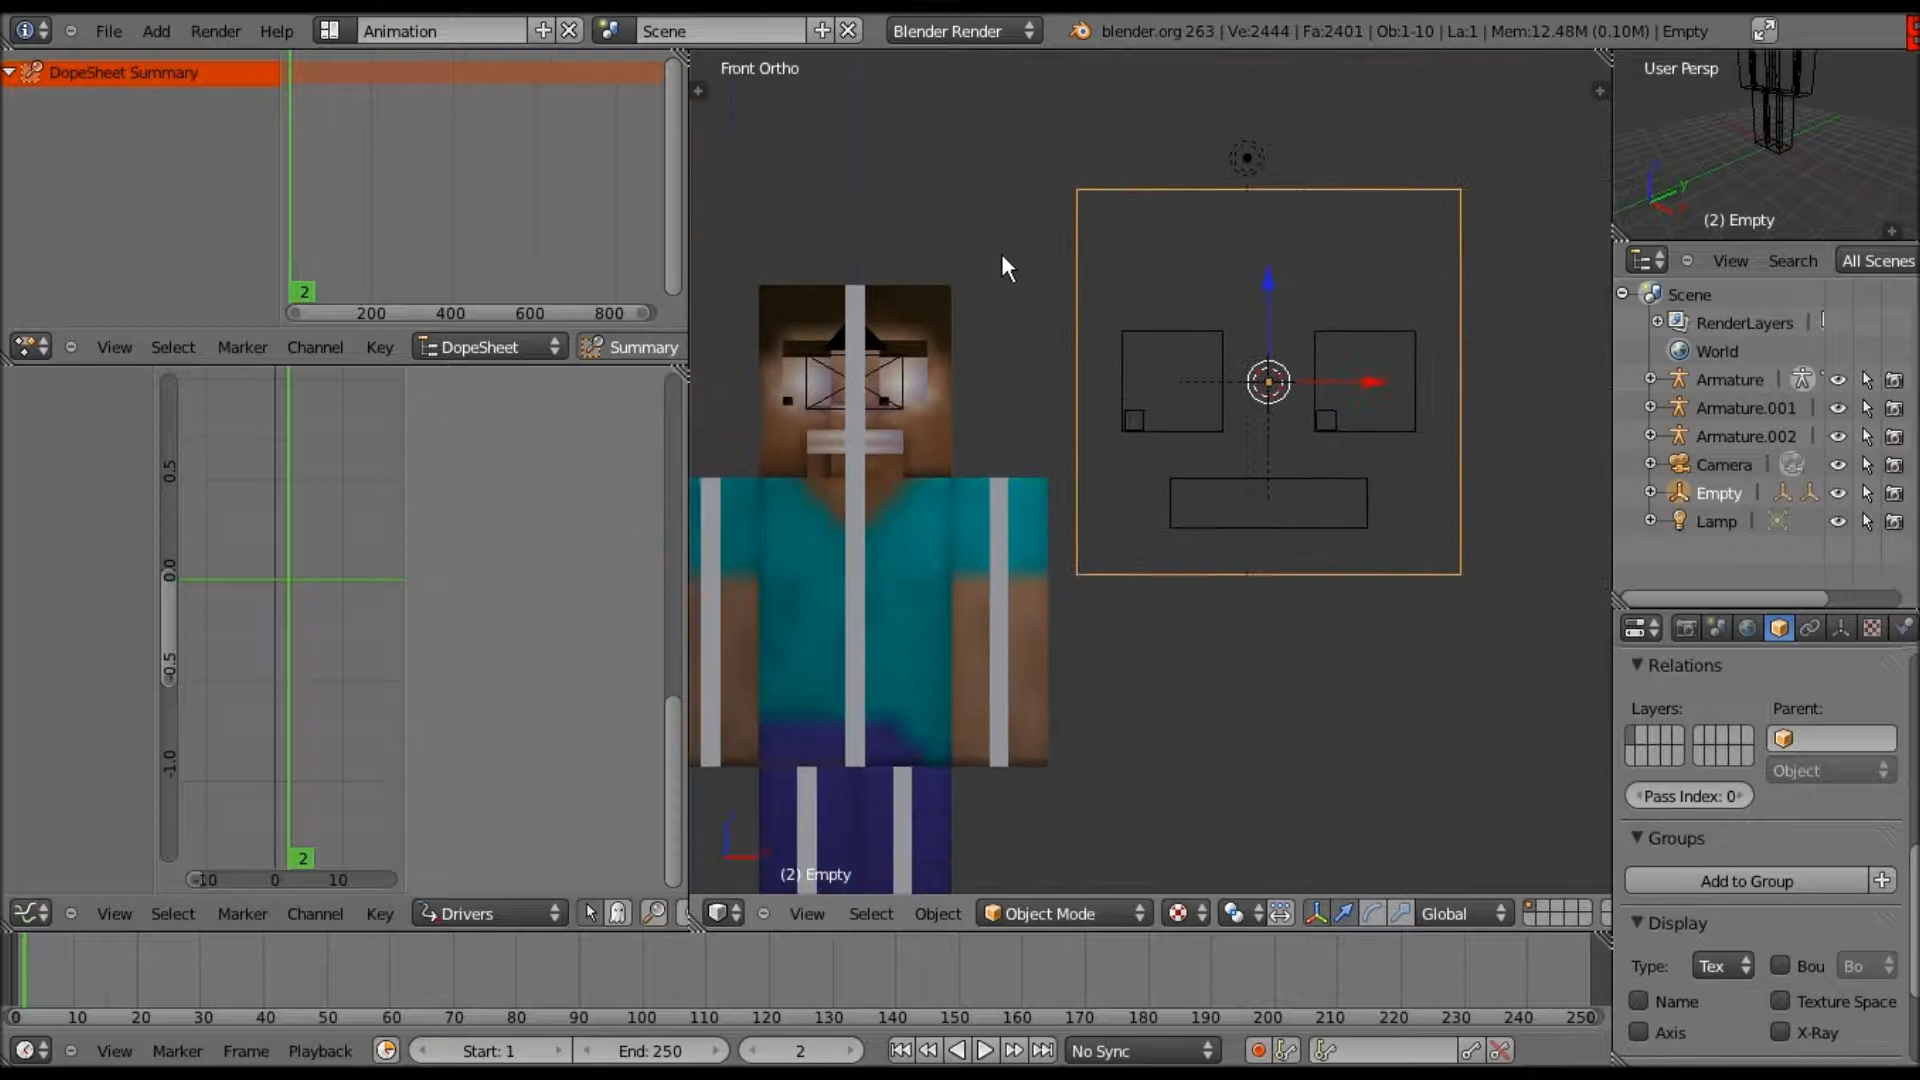 File Add Render Help Animation Scene Blender Render blender.org 263 | Ve:2444 | Fa:2401 | Ob:1-10 | La:1 | Mem:12.48M (0.10M) | Empty
DopeSheet Summary
2
200 400 600 800
View Select Marker Channel Key DopeSheet Summary
0.5
0.0
-0.5
-1.0
2
-10 0 10
View Select Marker Channel Key Drivers
Front Ortho
(2) Empty
View Select Object Object Mode Global
User Persp
(2) Empty
View Search All Scenes
Scene
RenderLayers |
World
Armature |
Armature.001 |
Armature.002 |
Camera |
Empty |
Lamp |
Relations
Layers: Parent:
Object
Pass Index: 0
Groups
Add to Group
Display
Type: Tex Bou Bo
Name Texture Space
Axis X-Ray
0 10 20 30 40 50 60 70 80 90 100 110 120 130 140 150 160 170 180 190 200 210 220 230 240 250
View Marker Frame Playback Start: 1 End: 250 2 No Sync